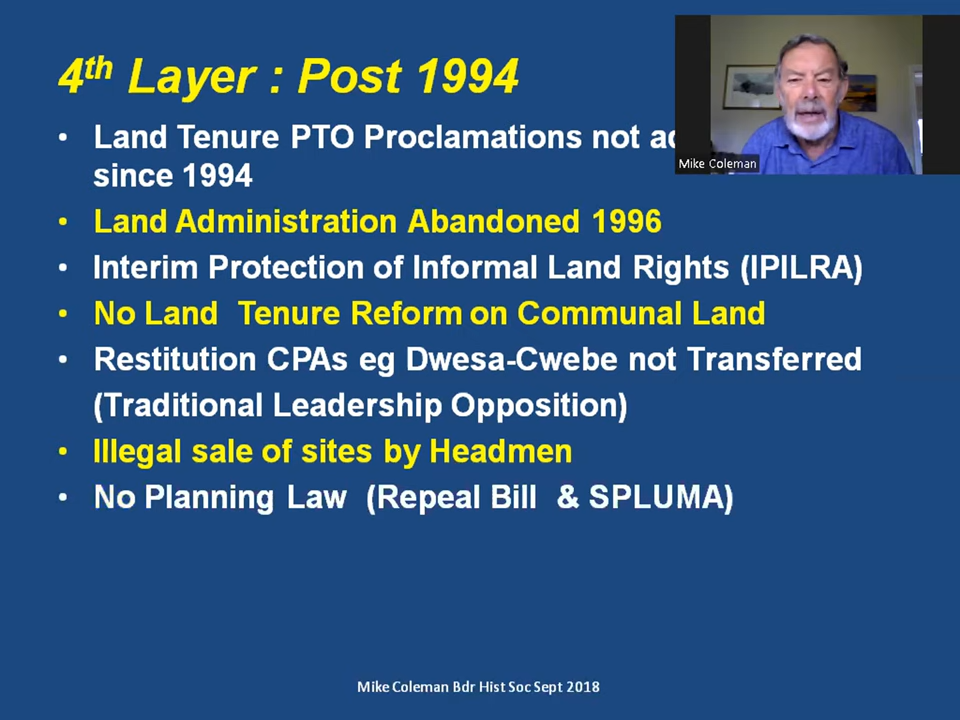 4th Layer : Post 1994
• Land Tenure PTO Proclamations not
since 1994
• Land Administration Abandoned 1996
• Interim Protection of Informal Land Rights (IPILRA)
• No Land Tenure Reform on Communal Land
• Restitution CPAs eg Dwesa-Cwebe not Transferred
(Traditional Leadership Opposition)
• Illegal sale of sites by Headmen
• No Planning Law (Repeal Bill & SPLUMA)
Mike Coleman
Mike Coleman Bdr Hist Soc Sept 2018